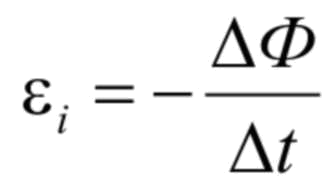 εᵢ = − ΔΦ / Δt